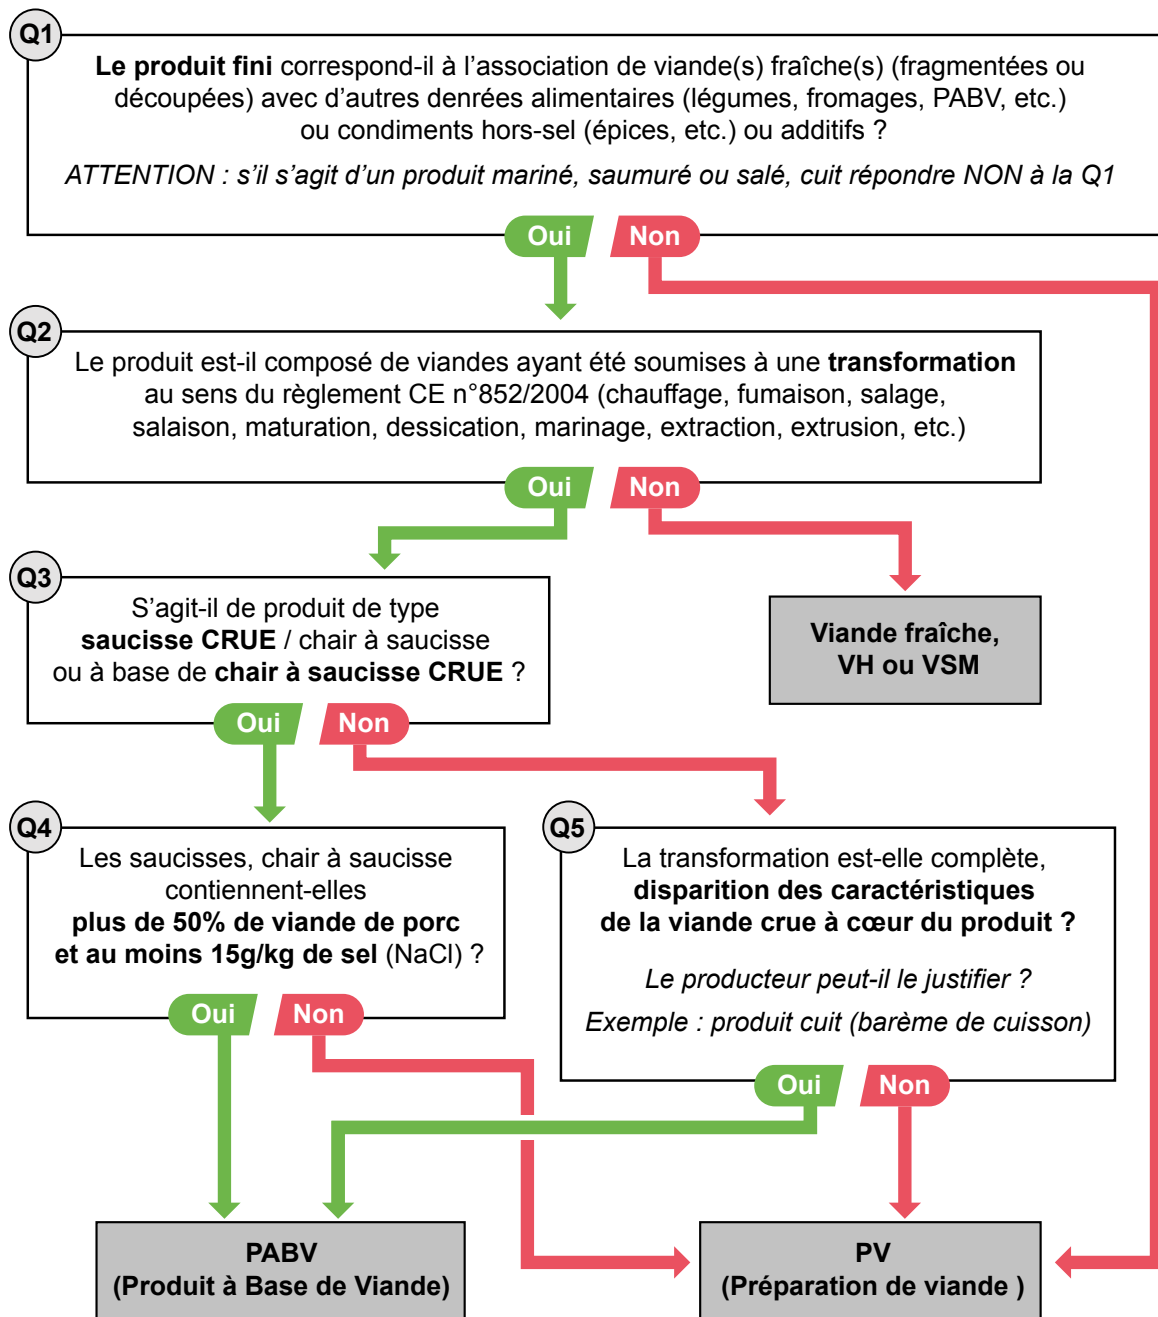 Q1
Le produit fini correspond-il à l'association de viande(s) fraîche(s) (fragmentées ou
découpées) avec d'autres denrées alimentaires (légumes, fromages, PABV, etc.)
ou condiments hors-sel (épices, etc.) ou additifs ?
ATTENTION : s'il s'agit d'un produit mariné, saumuré ou salé, cuit répondre NON à la Q1
Oui
Non
Q2
Le produit est-il composé de viandes ayant été soumises à une transformation
au sens du règlement CE n°852/2004 (chauffage, fumaison, salage,
salaison, maturation, dessication, marinage, extraction, extrusion, etc.)
Oui
Non
Q3
S'agit-il de produit de type
saucisse CRUE / chair à saucisse
ou à base de chair à saucisse CRUE ?
Oui
Non
Viande fraîche,
VH ou VSM
Q4
Les saucisses, chair à saucisse
contiennent-elles
plus de 50% de viande de porc
et au moins 15g/kg de sel (NaCl) ?
Oui
Non
Q5
La transformation est-elle complète,
disparition des caractéristiques
de la viande crue à cœur du produit ?
Le producteur peut-il le justifier ?
Exemple : produit cuit (barème de cuisson)
Oui
Non
PABV
(Produit à Base de Viande)
PV
(Préparation de viande )